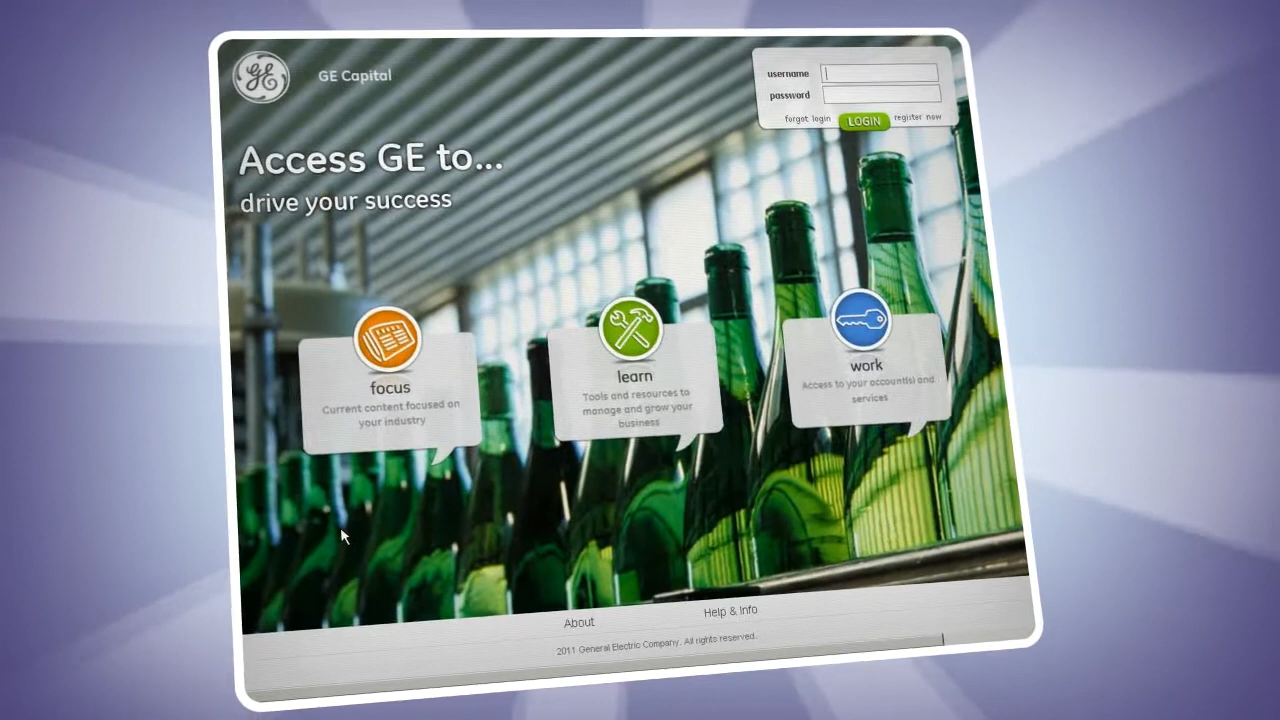 GE
GE Capital
username
password
forgot login
LOGIN
register now
Access GE to...
drive your success
focus
Current content focused on
your industry
learn
Tools and resources to
manage and grow your
business
work
Access to your account(s) and
services
About
Help & Info
2011 General Electric Company. All rights reserved.